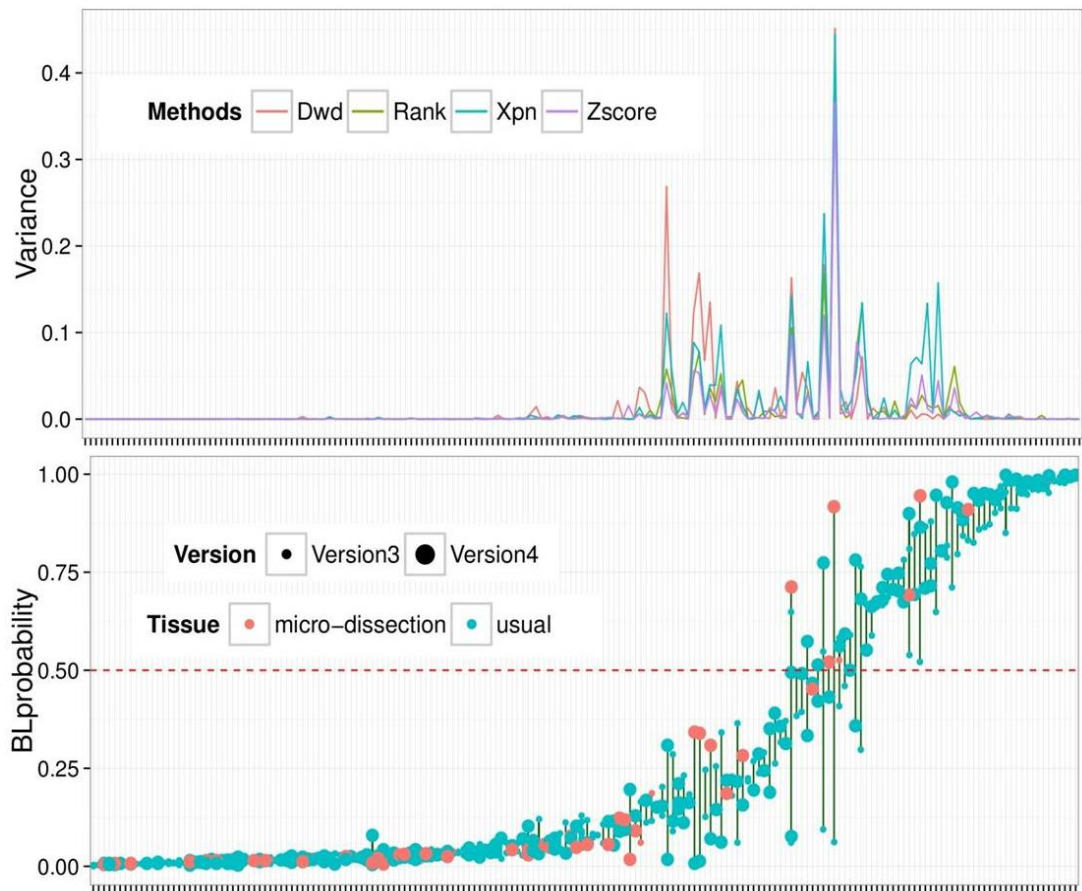 0.4
Methods Dwd Rank Xpn Zscore
0.3
Variance
0.2
0.1
0.0
1.00
Version Version3 Version4
0.75
Tissue micro-dissection usual
BLprobability
0.50
0.25
0.00